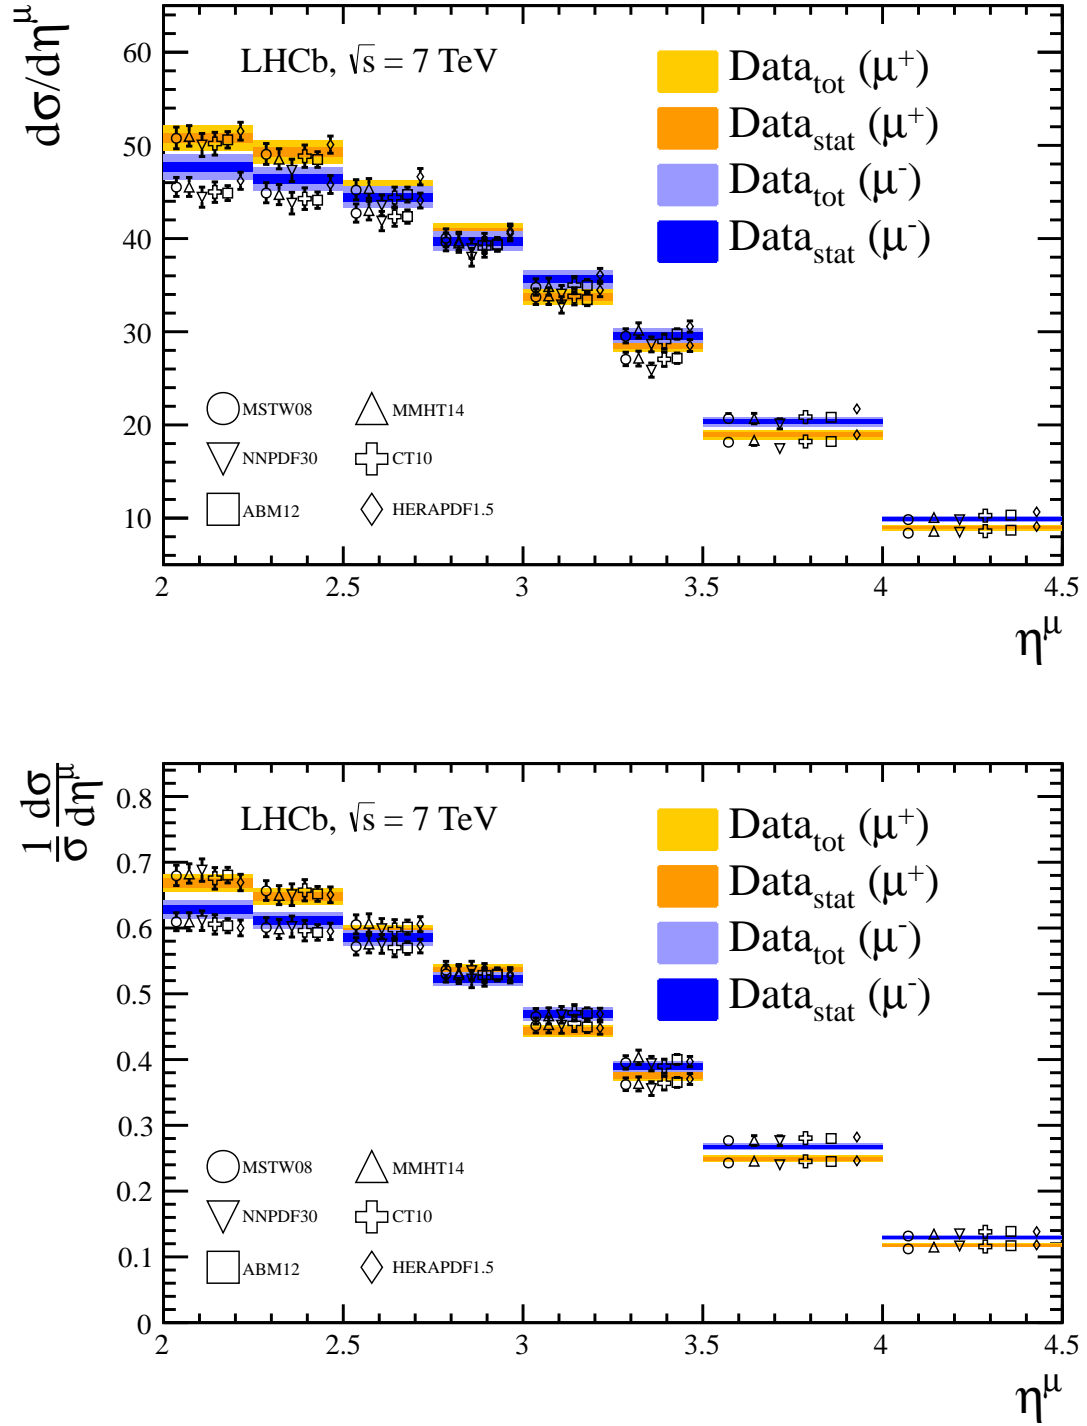 dσ/dη^μ
60
50
40
30
20
10
LHCb, √s = 7 TeV
Data_tot (μ⁺)
Data_stat (μ⁺)
Data_tot (μ⁻)
Data_stat (μ⁻)
MSTW08 MMHT14
NNPDF30 CT10
ABM12 HERAPDF1.5
2 2.5 3 3.5 4 4.5
η^μ
1/σ dσ/dη^μ
0.8
0.7
0.6
0.5
0.4
0.3
0.2
0.1
0
LHCb, √s = 7 TeV
Data_tot (μ⁺)
Data_stat (μ⁺)
Data_tot (μ⁻)
Data_stat (μ⁻)
MSTW08 MMHT14
NNPDF30 CT10
ABM12 HERAPDF1.5
2 2.5 3 3.5 4 4.5
η^μ